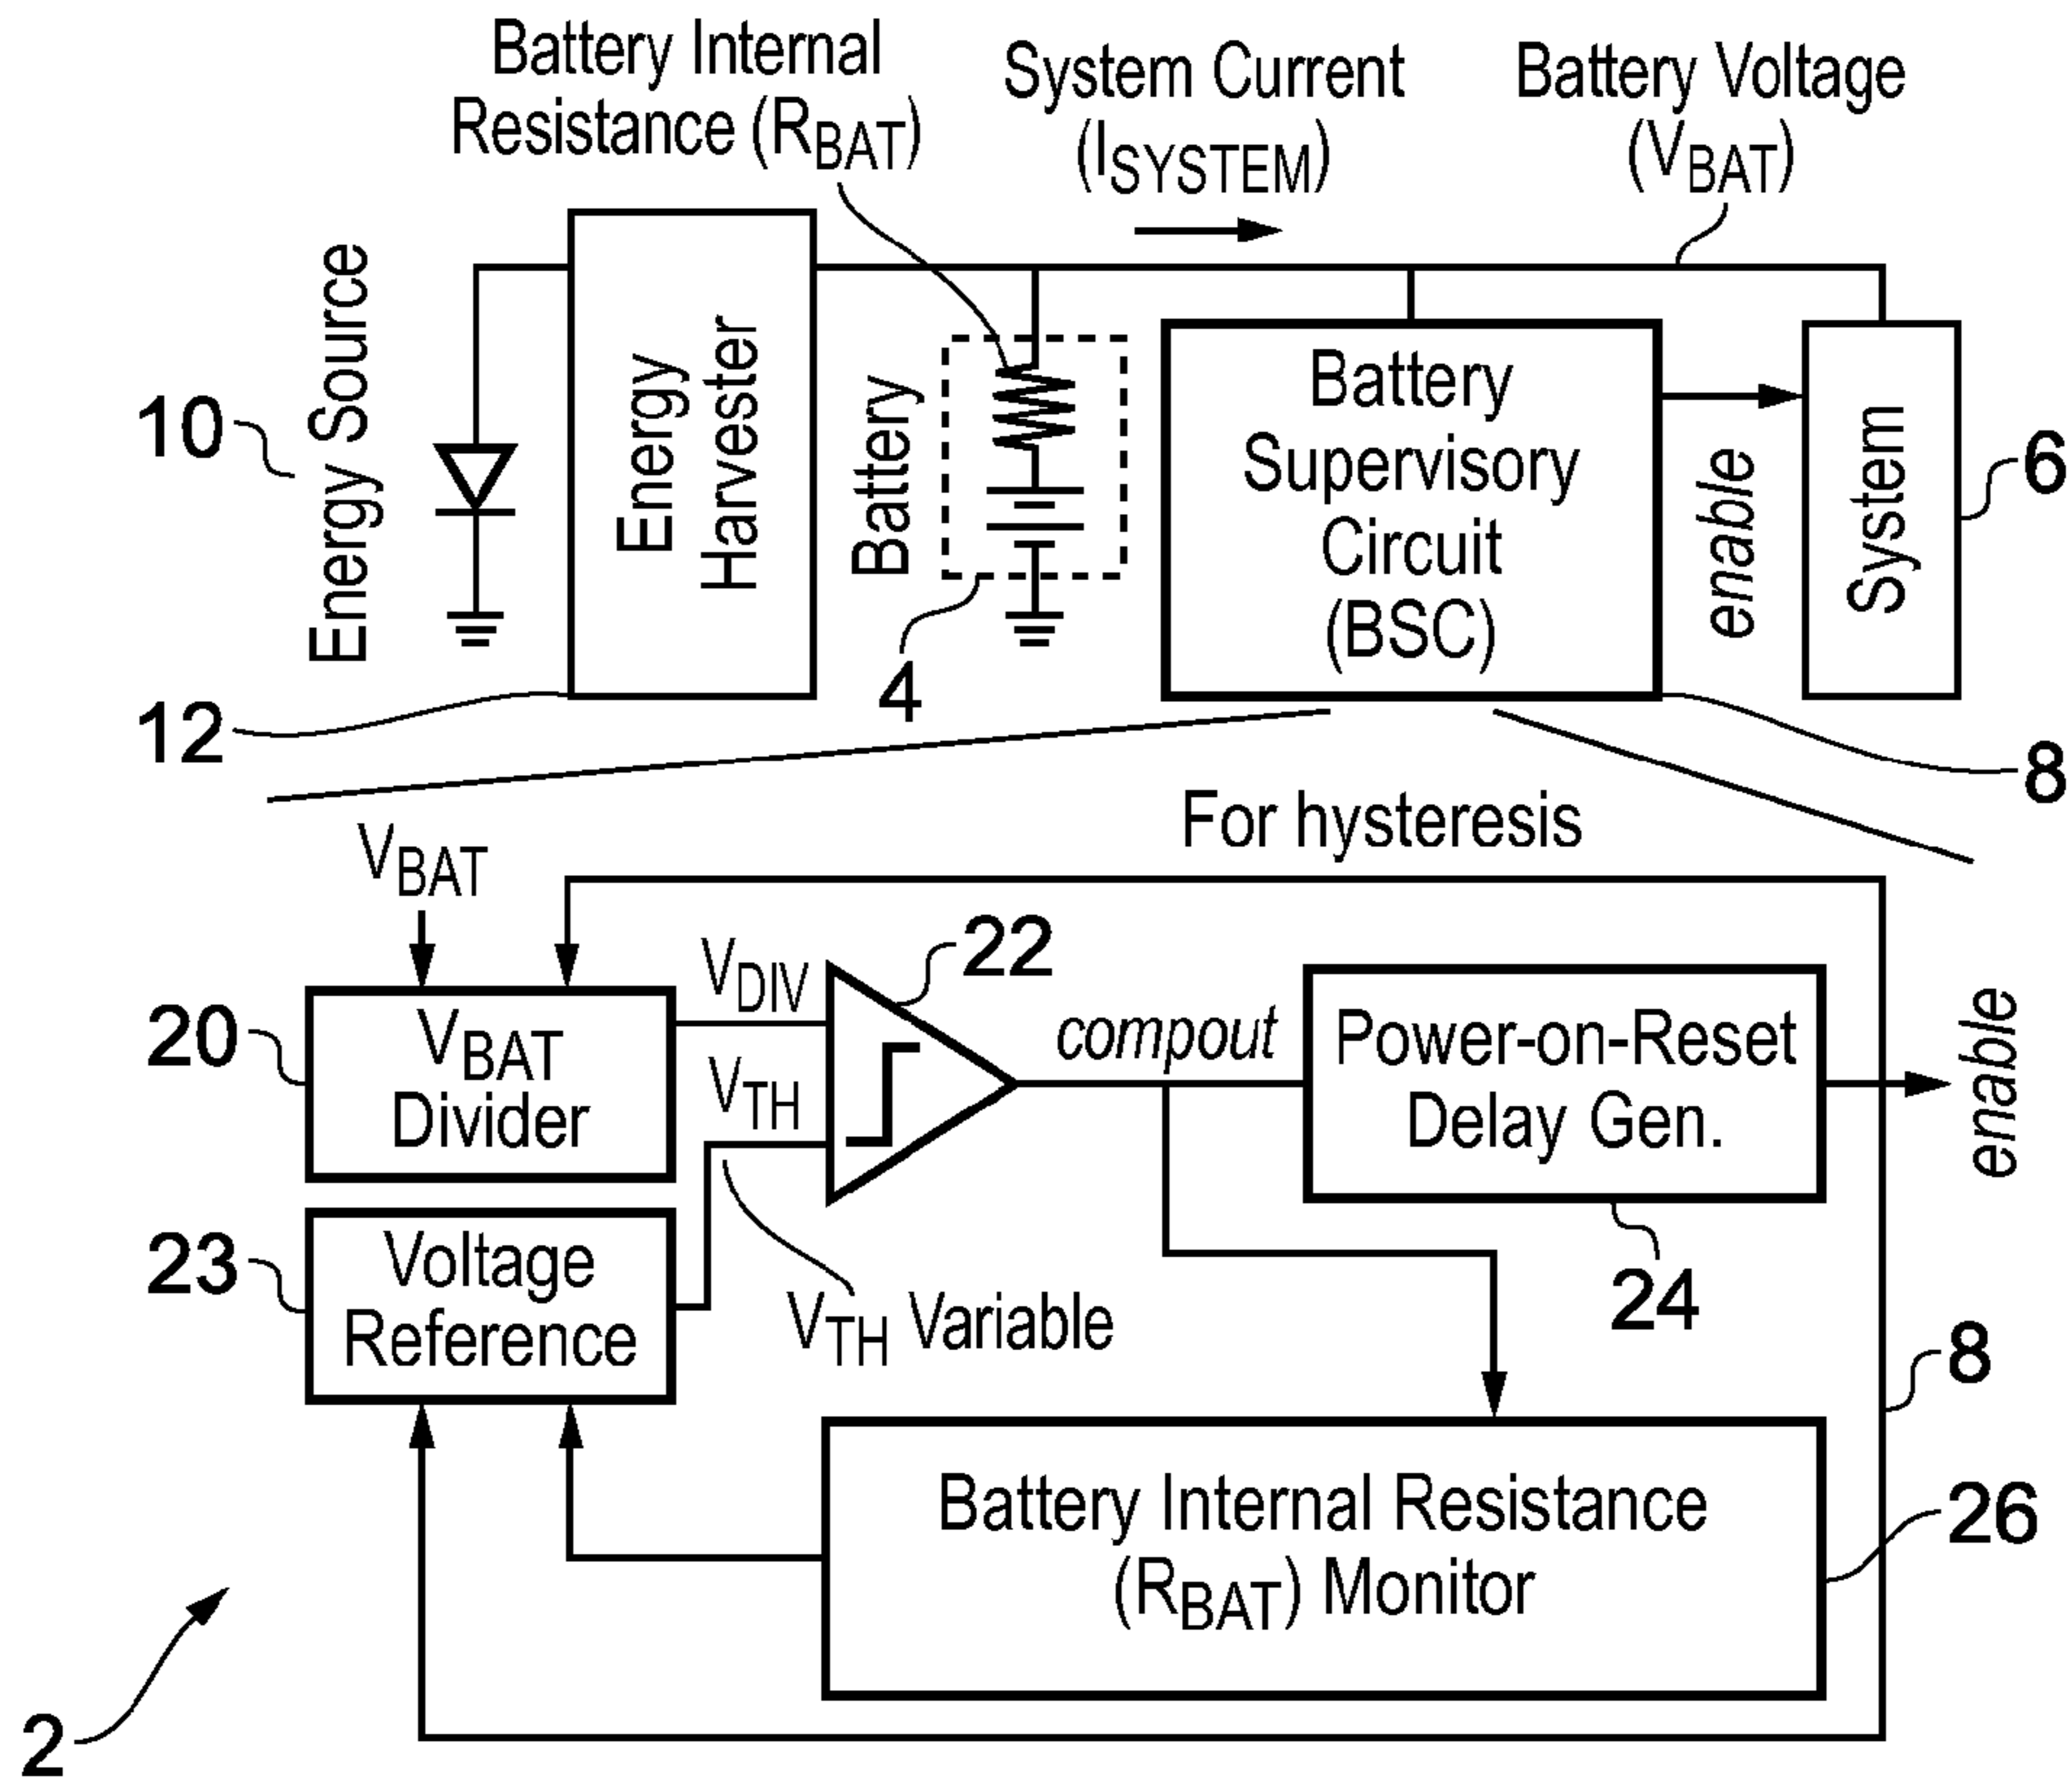 Battery Internal
Resistance (RBAT)
System Current
(ISYSTEM)
Battery Voltage
(VBAT)
10
Energy Source
12
Energy
Harvester
Battery
4
Battery
Supervisory
Circuit
(BSC)
enable
System
6
8
For hysteresis
VBAT
20
VBAT
Divider
VDIV
VTH
22
compout
Power-on-Reset
Delay Gen.
24
enable
23
Voltage
Reference
VTH Variable
8
Battery Internal Resistance
(RBAT) Monitor
26
2